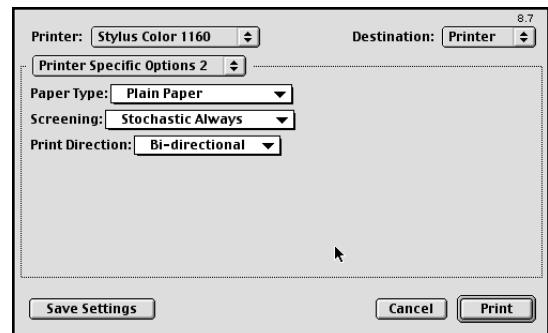 8.7
Printer: Stylus Color 1160 Destination: Printer
Printer Specific Options 2
Paper Type: Plain Paper
Screening: Stochastic Always
Print Direction: Bi-directional
Save Settings Cancel Print